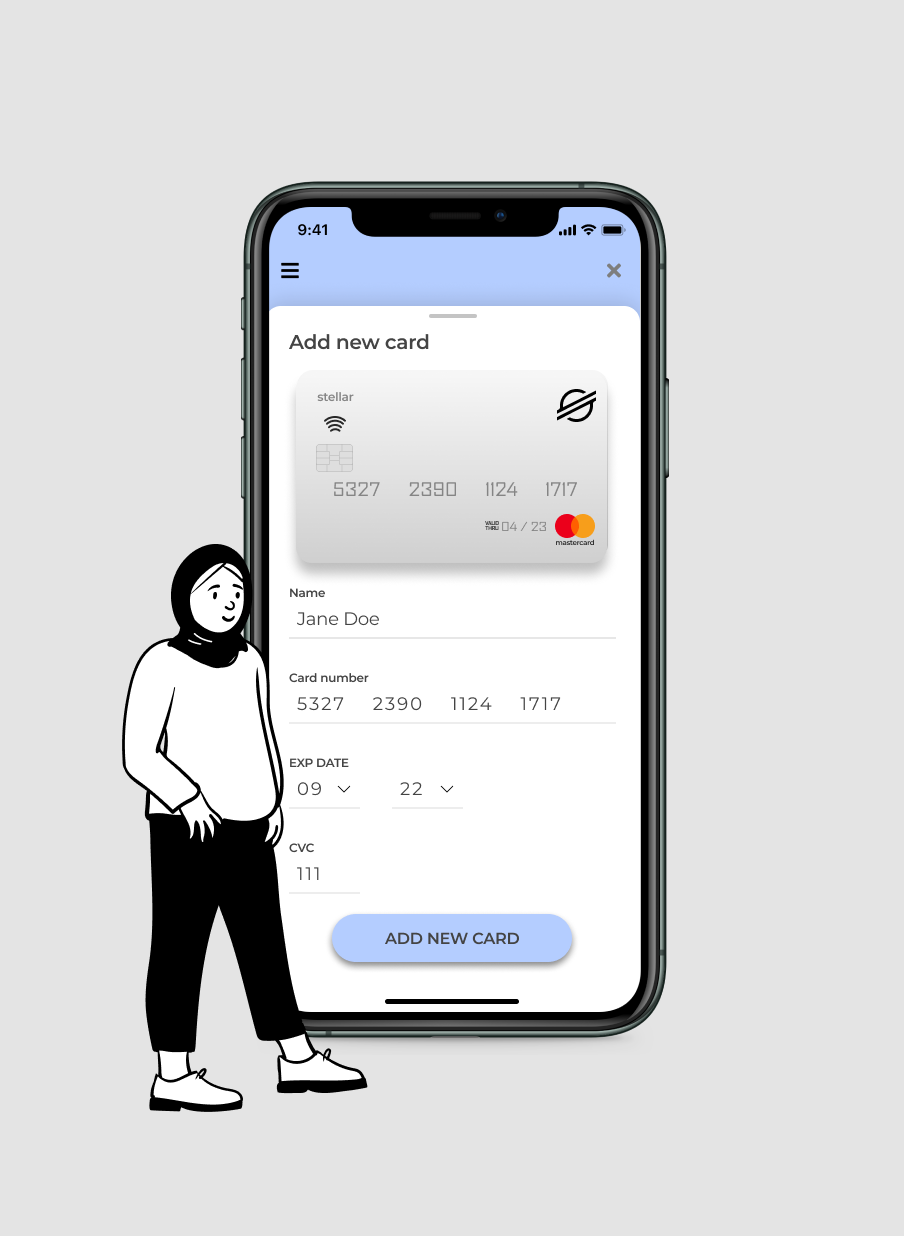 9:41
Add new card
stellar
5327 2390 1124 1717
VALID
THRU
04 / 23
mastercard
Name
Jane Doe
Card number
5327 2390 1124 1717
EXP DATE
09 22
CVC
111
ADD NEW CARD